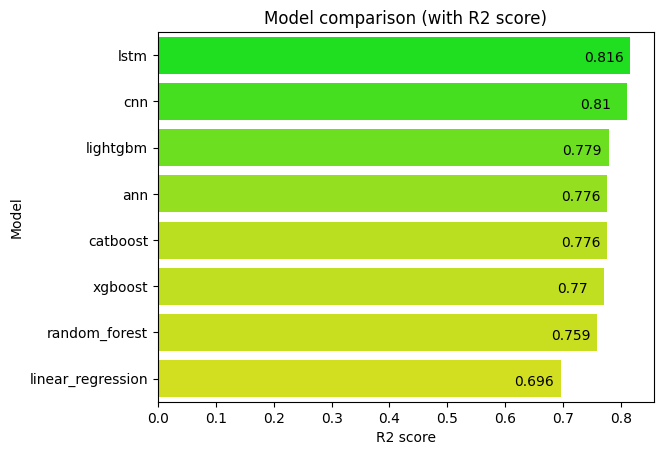 Model comparison (with R2 score)
Model
lstm
0.816
cnn
0.81
lightgbm
0.779
ann
0.776
catboost
0.776
xgboost
0.77
random_forest
0.759
linear_regression
0.696
0.0 0.1 0.2 0.3 0.4 0.5 0.6 0.7 0.8
R2 score